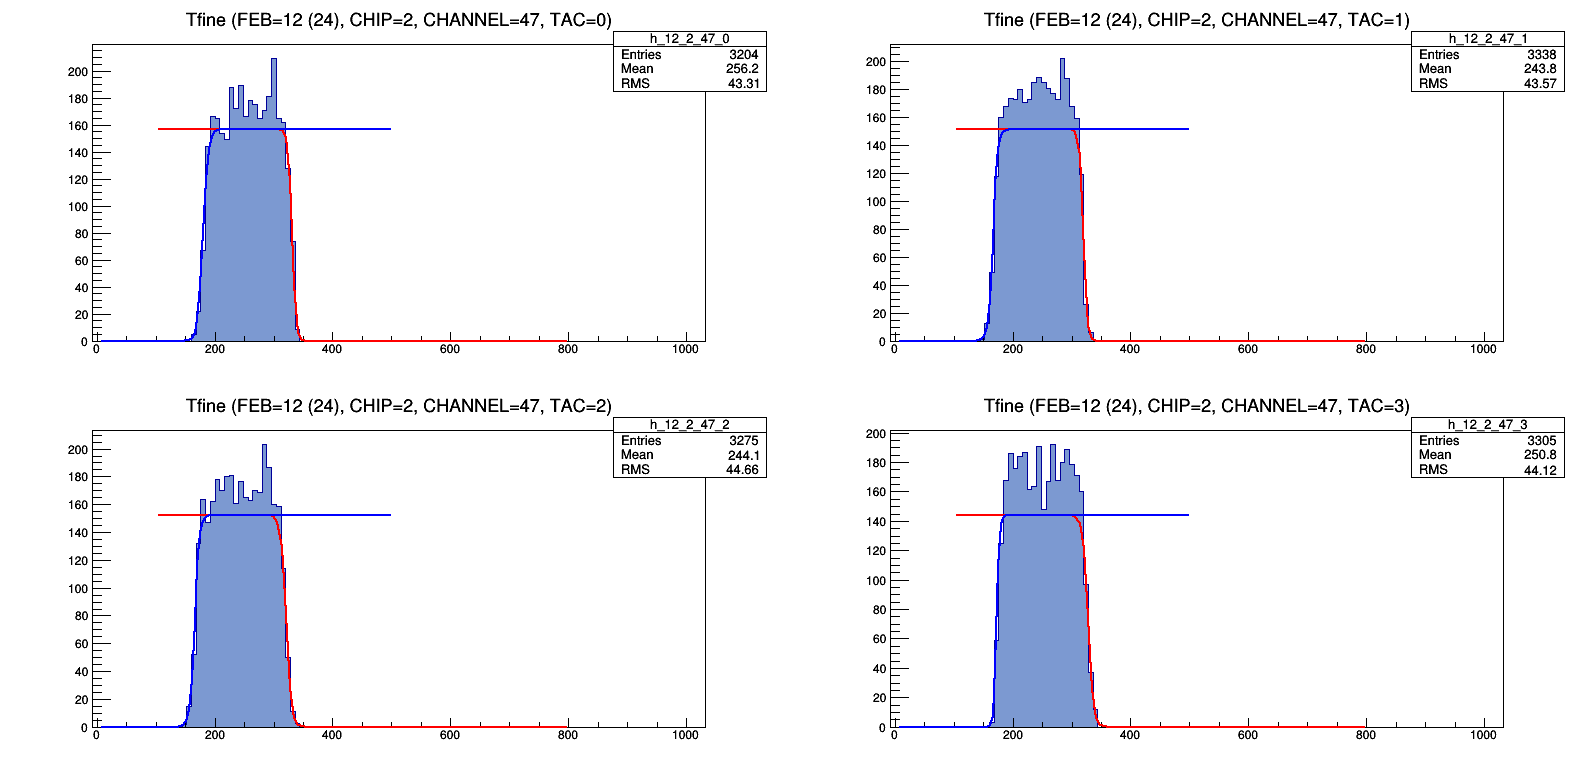 Tfine (FEB=12 (24), CHIP=2, CHANNEL=47, TAC=0)
h_12_2_47_0
Entries 3204
Mean 256.2
RMS 43.31
200
180
160
140
120
100
80
60
40
20
0
0 200 400 600 800 1000
Tfine (FEB=12 (24), CHIP=2, CHANNEL=47, TAC=1)
h_12_2_47_1
Entries 3338
Mean 243.8
RMS 43.57
200
180
160
140
120
100
80
60
40
20
0
0 200 400 600 800 1000
Tfine (FEB=12 (24), CHIP=2, CHANNEL=47, TAC=2)
h_12_2_47_2
Entries 3275
Mean 244.1
RMS 44.66
200
180
160
140
120
100
80
60
40
20
0
0 200 400 600 800 1000
Tfine (FEB=12 (24), CHIP=2, CHANNEL=47, TAC=3)
h_12_2_47_3
Entries 3305
Mean 250.8
RMS 44.12
200
180
160
140
120
100
80
60
40
20
0
0 200 400 600 800 1000